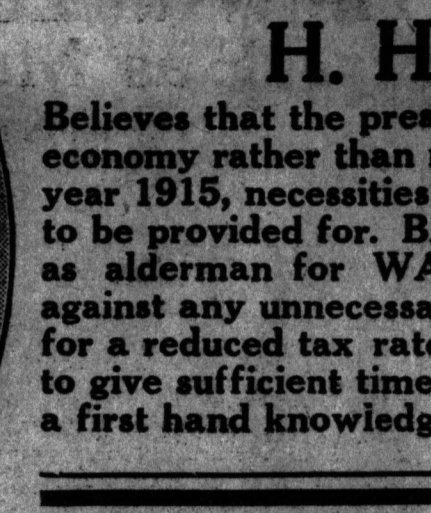 H. H
Believes that the pres
economy rather than
year 1915, necessities
to be provided for. B
as alderman for WA
against any unnecessa
for a reduced tax rate
to give sufficient time
a first hand knowledg